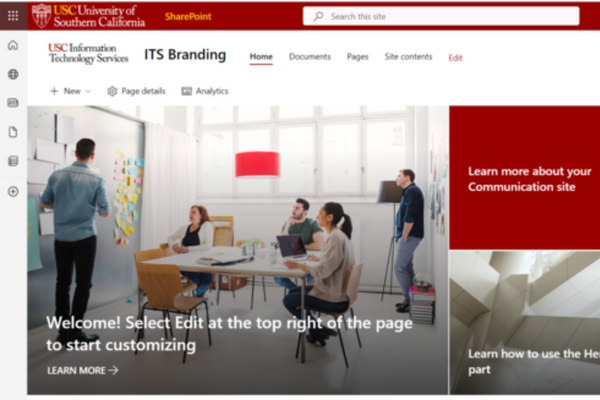 USC University of
Southern California
SharePoint
Search this site
USC Information
Technology Services
ITS Branding
Home
Documents
Pages
Site contents
Edit
+ New
Page details
Analytics
Learn more about your
Communication site
Welcome! Select Edit at the top right of the page
to start customizing
LEARN MORE →
Learn how to use the
part